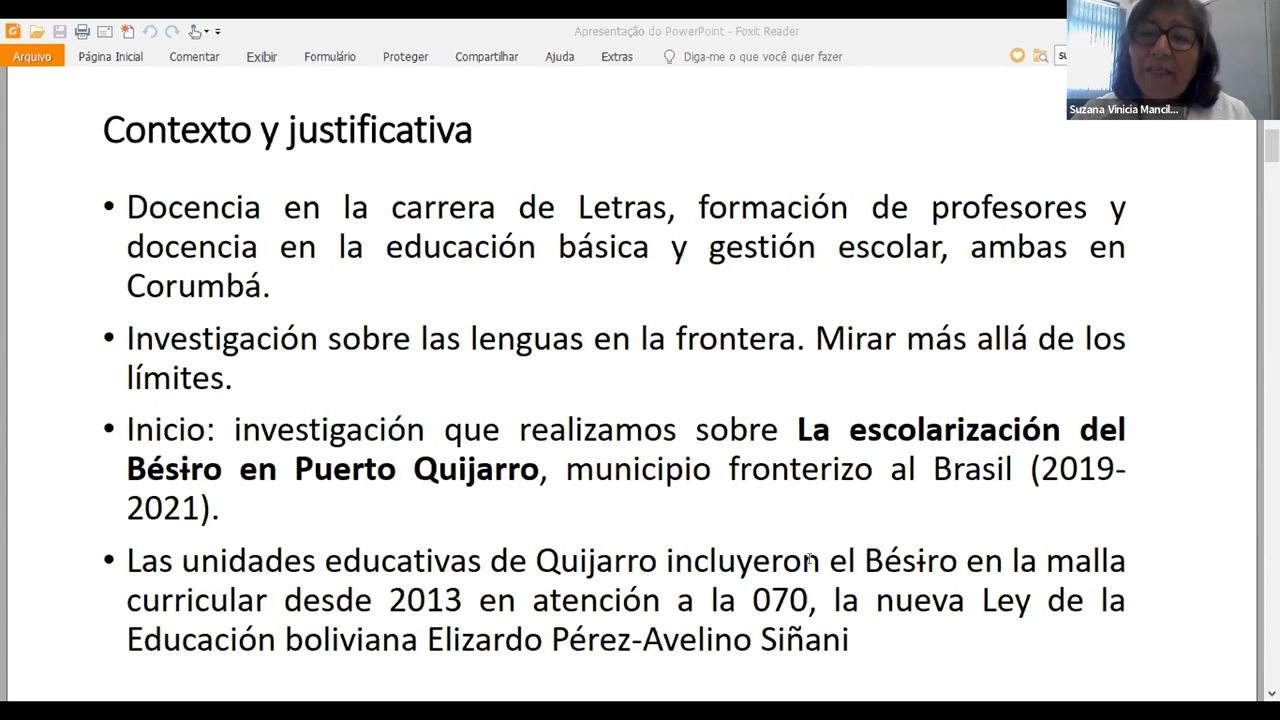 Apresentação do PowerPoint - Foxit Reader
Arquivo Página Inicial Comentar Exibir Formulário Proteger Compartilhar Ajuda Extras Diga-me o que você quer fazer
Suzana Vinicia Mancil...
Contexto y justificativa
• Docencia en la carrera de Letras, formación de profesores y
docencia en la educación básica y gestión escolar, ambas en
Corumbá.
• Investigación sobre las lenguas en la frontera. Mirar más allá de los
límites.
• Inicio: investigación que realizamos sobre La escolarización del
Bésɨro en Puerto Quijarro, municipio fronterizo al Brasil (2019-
2021).
• Las unidades educativas de Quijarro incluyeron el Bésɨro en la malla
curricular desde 2013 en atención a la 070, la nueva Ley de la
Educación boliviana Elizardo Pérez-Avelino Siñani